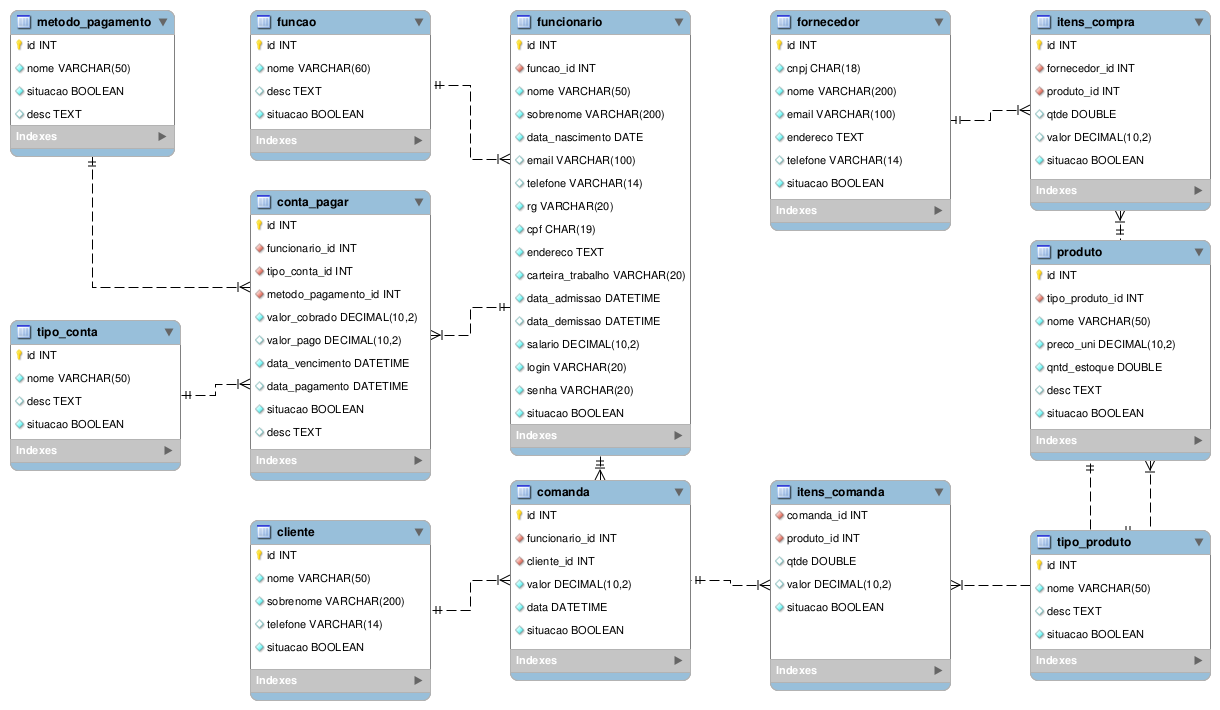 metodo_pagamento
id INT
nome VARCHAR(50)
situacao BOOLEAN
desc TEXT
Indexes
funcao
id INT
nome VARCHAR(60)
desc TEXT
situacao BOOLEAN
Indexes
funcionario
id INT
funcao_id INT
nome VARCHAR(50)
sobrenome VARCHAR(200)
data_nascimento DATE
email VARCHAR(100)
telefone VARCHAR(14)
rg VARCHAR(20)
cpf CHAR(19)
endereco TEXT
carteira_trabalho VARCHAR(20)
data_admissao DATETIME
data_demissao DATETIME
salario DECIMAL(10,2)
login VARCHAR(20)
senha VARCHAR(20)
situacao BOOLEAN
Indexes
fornecedor
id INT
cnpj CHAR(18)
nome VARCHAR(200)
email VARCHAR(100)
endereco TEXT
telefone VARCHAR(14)
situacao BOOLEAN
Indexes
itens_compra
id INT
fornecedor_id INT
produto_id INT
qtde DOUBLE
valor DECIMAL(10,2)
situacao BOOLEAN
Indexes
conta_pagar
id INT
funcionario_id INT
tipo_conta_id INT
metodo_pagamento_id INT
valor_cobrado DECIMAL(10,2)
valor_pago DECIMAL(10,2)
data_vencimento DATETIME
data_pagamento DATETIME
situacao BOOLEAN
desc TEXT
Indexes
produto
id INT
tipo_produto_id INT
nome VARCHAR(50)
preco_uni DECIMAL(10,2)
qntd_estoque DOUBLE
desc TEXT
situacao BOOLEAN
Indexes
tipo_conta
id INT
nome VARCHAR(50)
desc TEXT
situacao BOOLEAN
Indexes
cliente
id INT
nome VARCHAR(50)
sobrenome VARCHAR(200)
telefone VARCHAR(14)
situacao BOOLEAN
Indexes
comanda
id INT
funcionario_id INT
cliente_id INT
valor DECIMAL(10,2)
data DATETIME
situacao BOOLEAN
Indexes
itens_comanda
comanda_id INT
produto_id INT
qtde DOUBLE
valor DECIMAL(10,2)
situacao BOOLEAN
Indexes
tipo_produto
id INT
nome VARCHAR(50)
desc TEXT
situacao BOOLEAN
Indexes